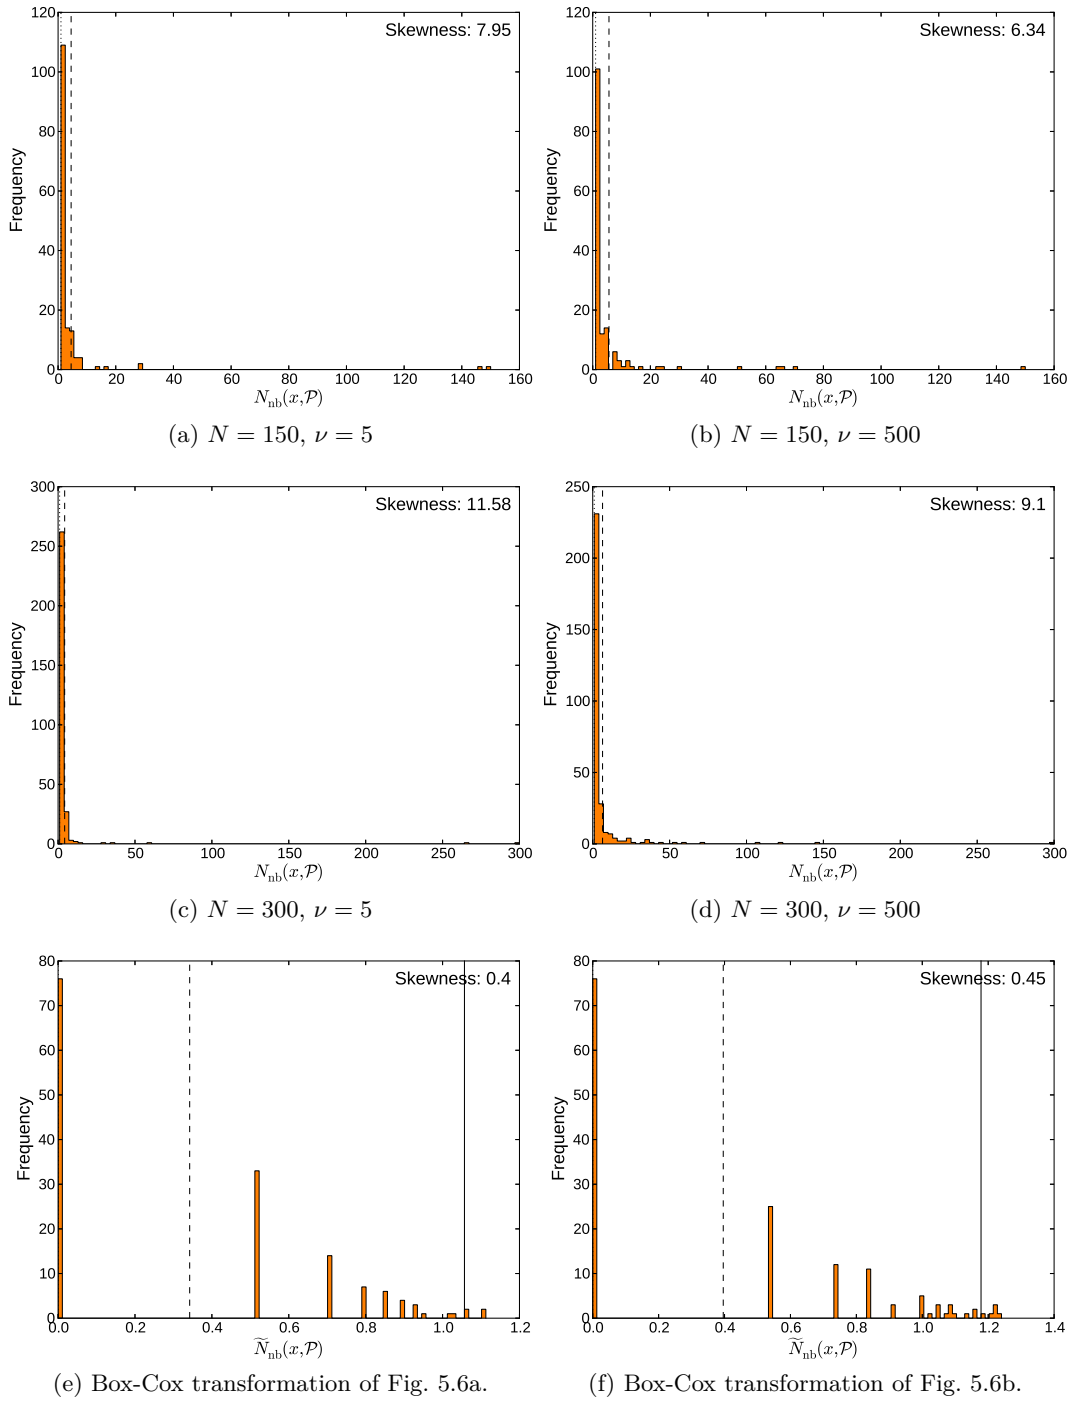 Skewness: 7.95
120
100
80
60
40
20
0
Frequency
0 20 40 60 80 100 120 140 160
N_nb(x,𝒫)
(a) N = 150, ν = 5
Skewness: 6.34
120
100
80
60
40
20
0
Frequency
0 20 40 60 80 100 120 140 160
N_nb(x,𝒫)
(b) N = 150, ν = 500
Skewness: 11.58
300
250
200
150
100
50
0
Frequency
0 50 100 150 200 250 300
N_nb(x,𝒫)
(c) N = 300, ν = 5
Skewness: 9.1
250
200
150
100
50
0
Frequency
0 50 100 150 200 250 300
N_nb(x,𝒫)
(d) N = 300, ν = 500
Skewness: 0.4
80
70
60
50
40
30
20
10
0
Frequency
0.0 0.2 0.4 0.6 0.8 1.0 1.2
Ñ_nb(x,𝒫)
(e) Box-Cox transformation of Fig. 5.6a.
Skewness: 0.45
80
70
60
50
40
30
20
10
0
Frequency
0.0 0.2 0.4 0.6 0.8 1.0 1.2 1.4
Ñ_nb(x,𝒫)
(f) Box-Cox transformation of Fig. 5.6b.